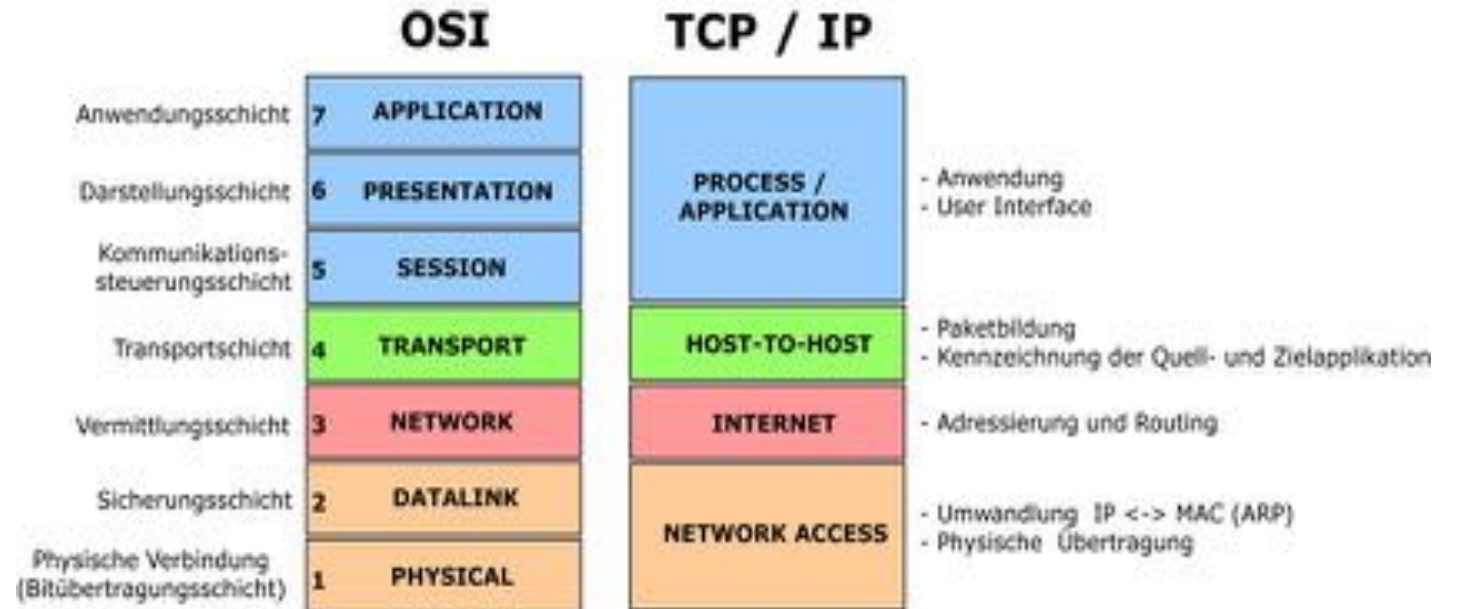 OSI
TCP / IP
Anwendungsschicht 7 APPLICATION
Darstellungsschicht 6 PRESENTATION
Kommunikations-
steuerungsschicht 5 SESSION
Transportschicht 4 TRANSPORT
Vermittlungsschicht 3 NETWORK
Sicherungsschicht 2 DATALINK
Physische Verbindung
(Bitübertragungsschicht) 1 PHYSICAL
PROCESS /
APPLICATION
- Anwendung
- User Interface
HOST-TO-HOST
- Paketbildung
- Kennzeichnung der Quell- und Zielapplikation
INTERNET
- Adressierung und Routing
NETWORK ACCESS
- Umwandlung IP <-> MAC (ARP)
- Physische Übertragung